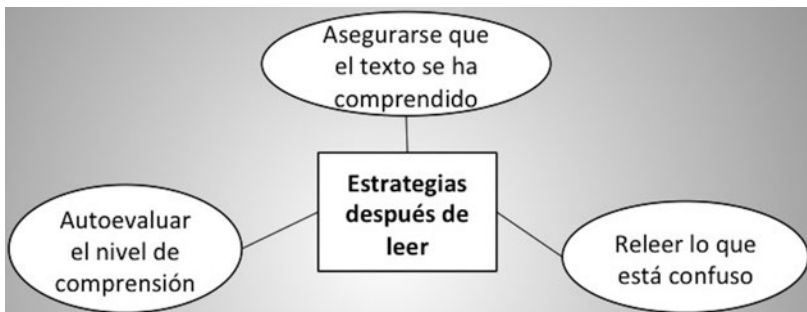 Asegurarse que
el texto se ha
comprendido
Estrategias
después de
leer
Autoevaluar
el nivel de
comprensión
Releer lo que
está confuso